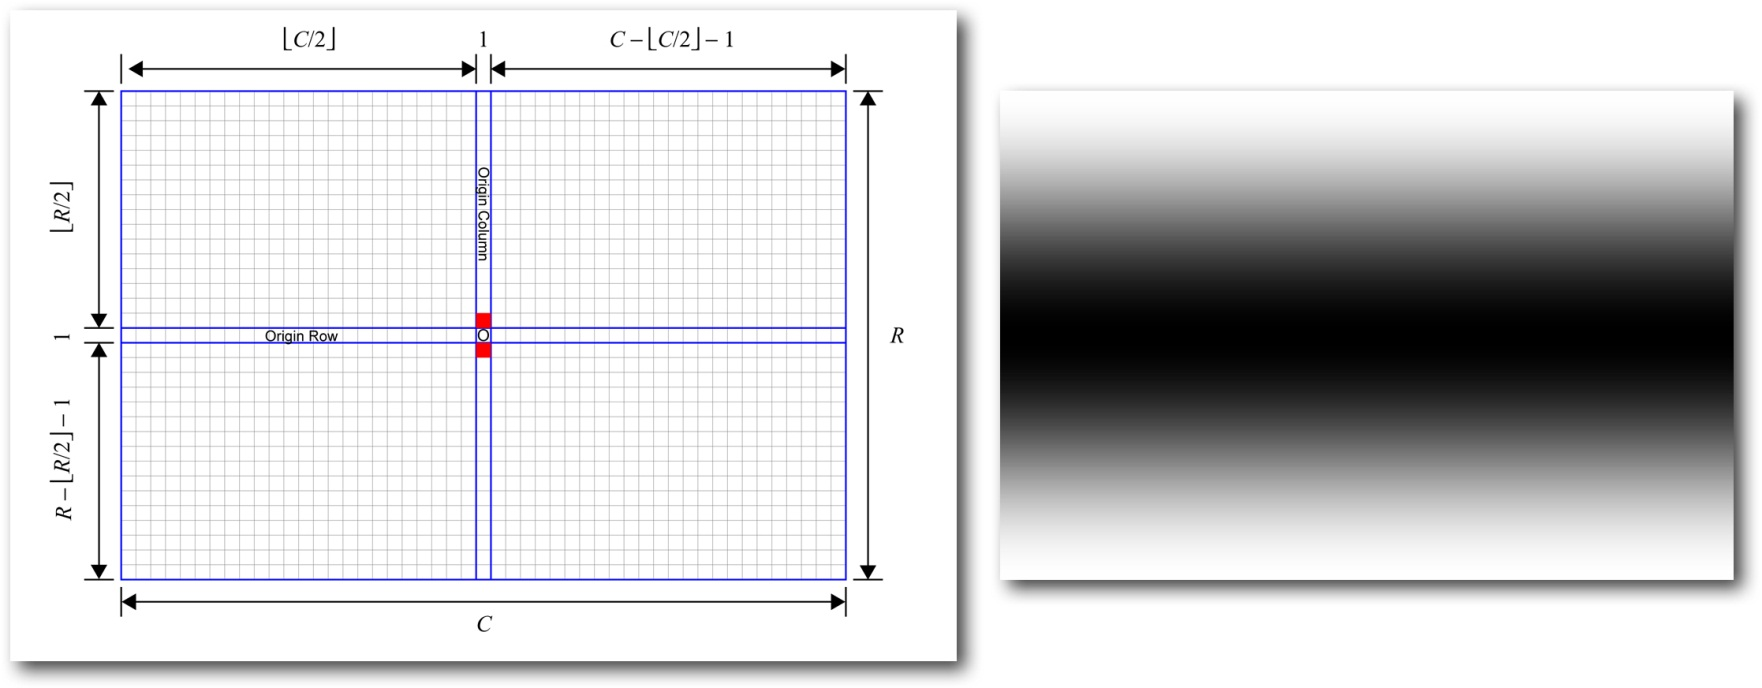 ⌊C/2⌋
1
C – ⌊C/2⌋ – 1
⌊R/2⌋
Origin Column
1
Origin Row
O
R
R – ⌊R/2⌋ – 1
C